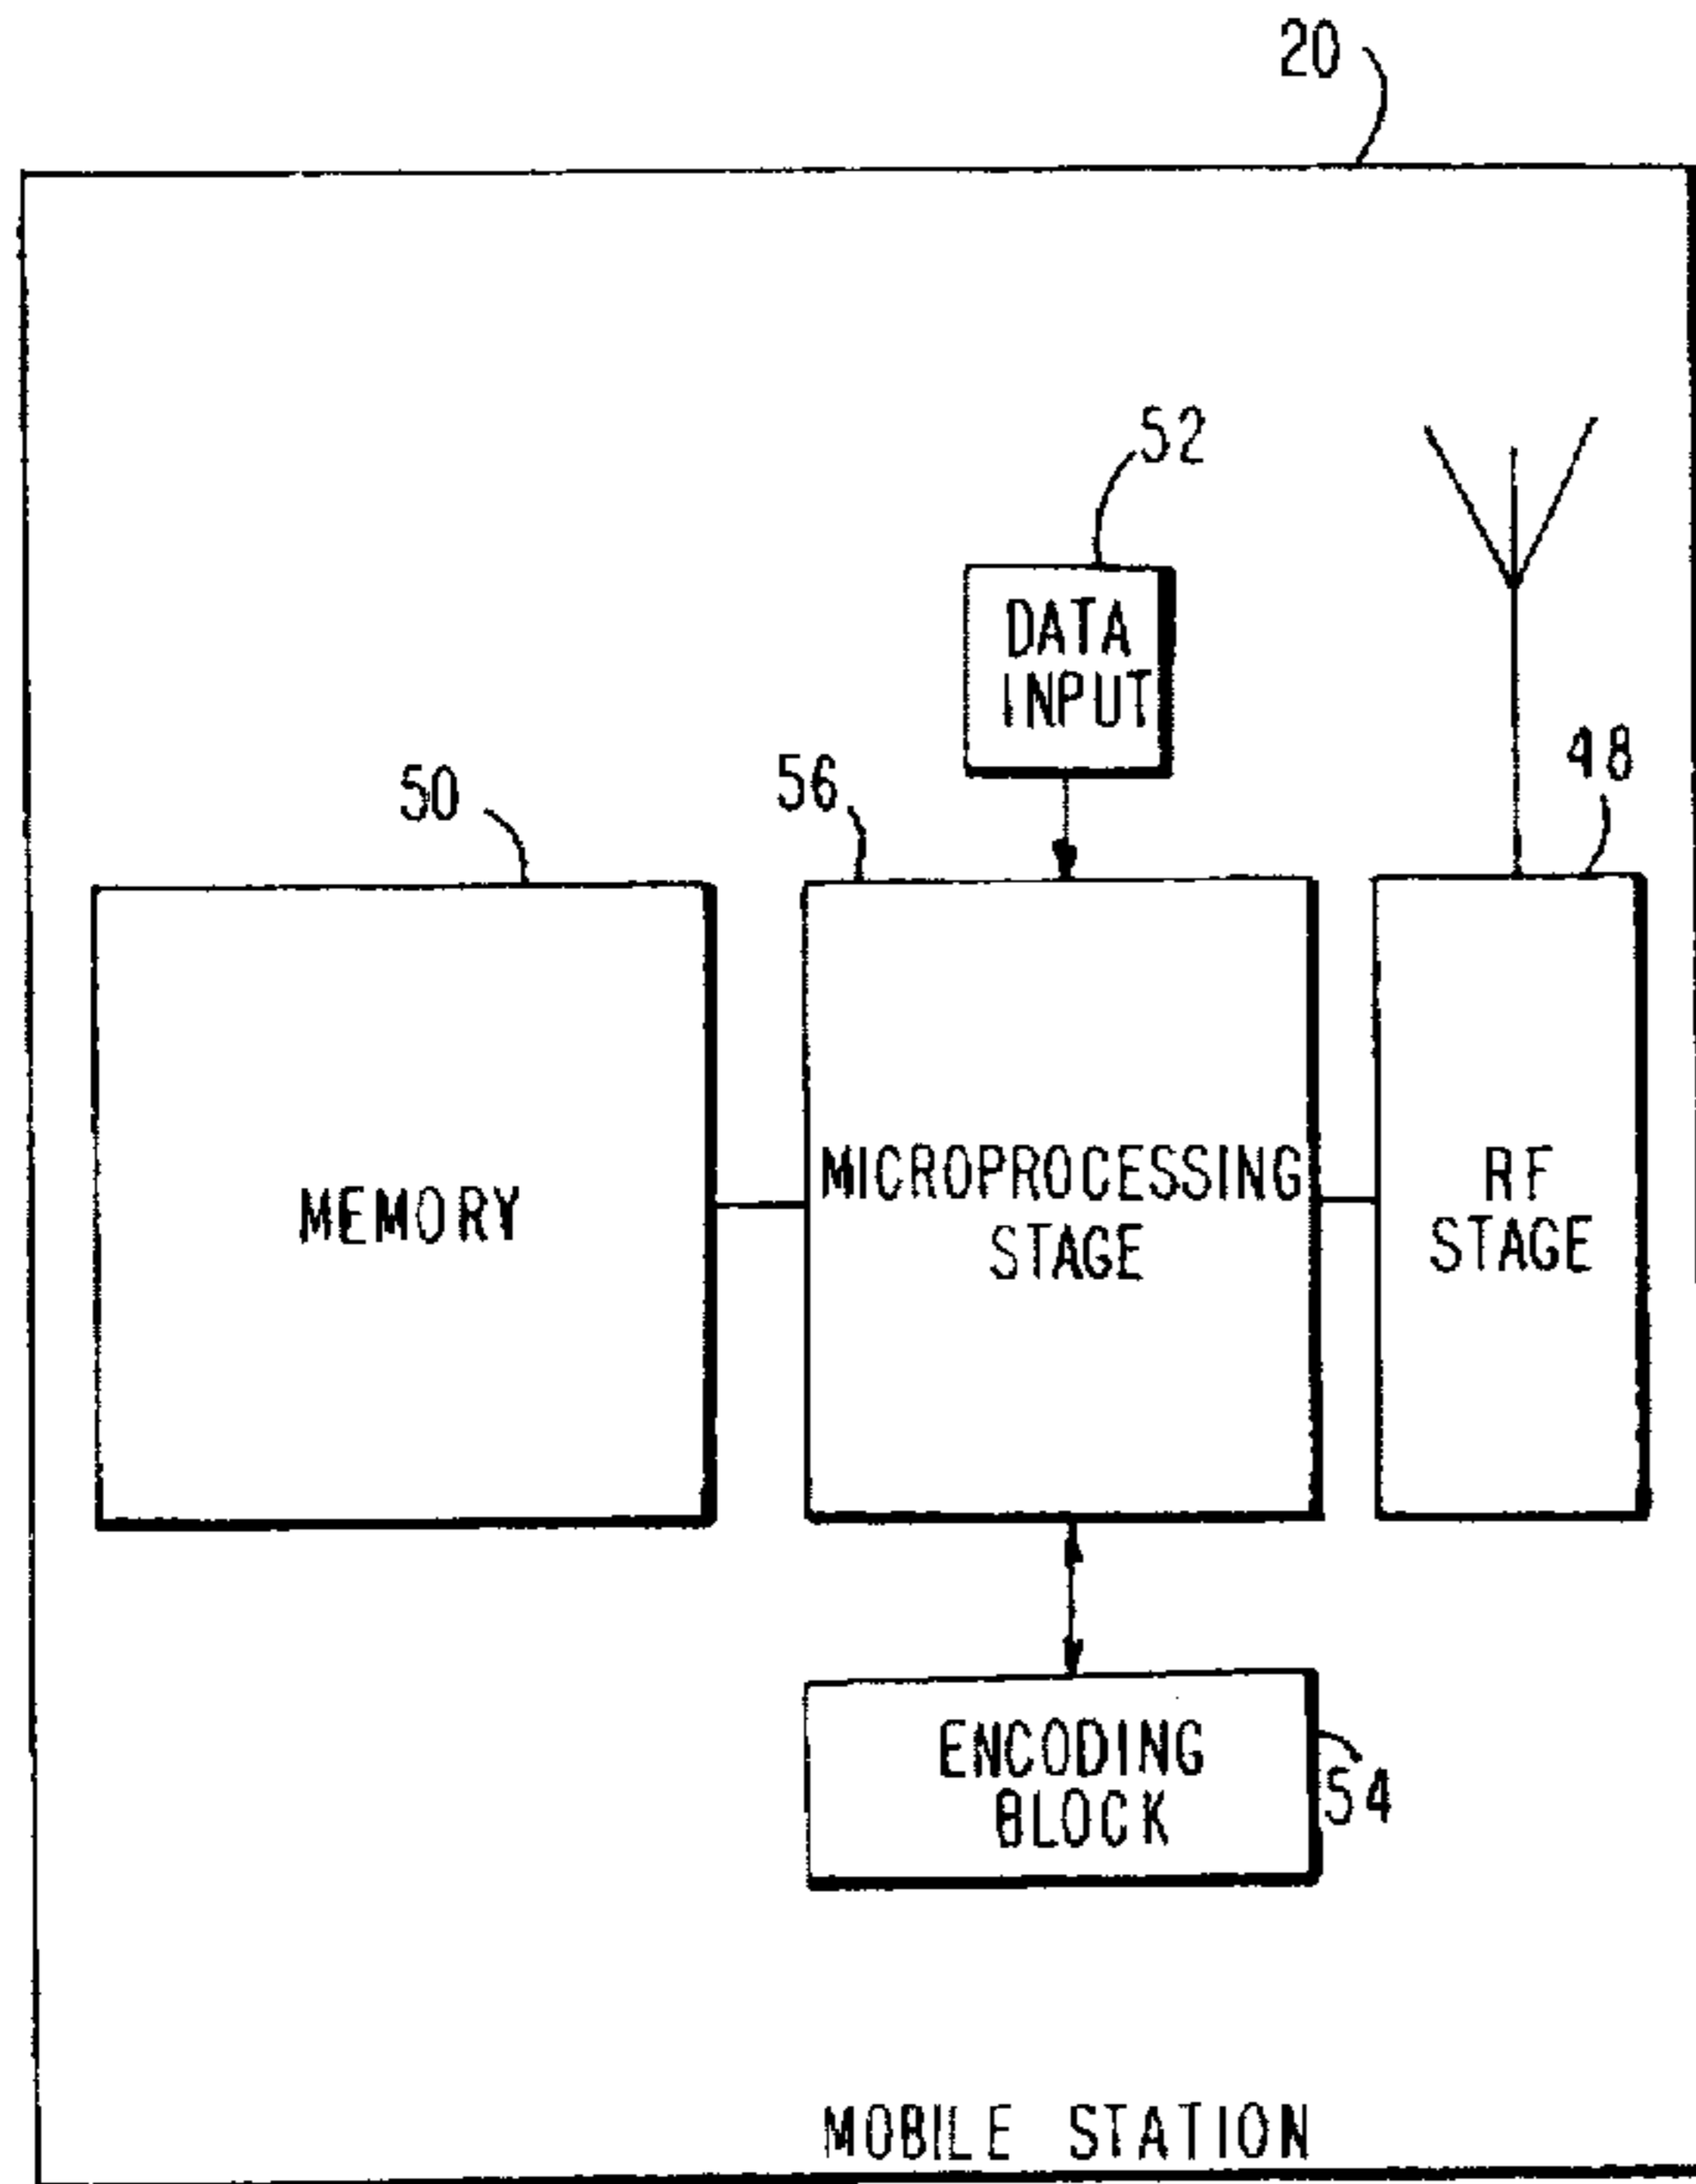 20
52
DATA
INPUT
48
56
50
MEMORY
MICROPROCESSING
STAGE
RF
STAGE
ENCODING
BLOCK
54
MOBILE STATION